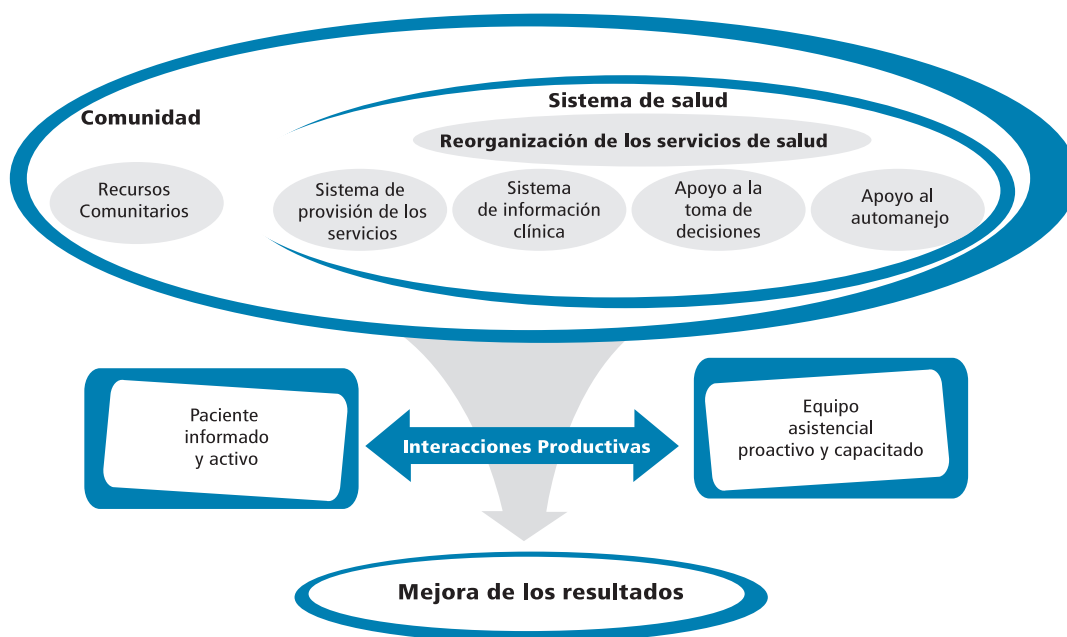 Comunidad
Sistema de salud
Reorganización de los servicios de salud
Recursos
Comunitarios
Sistema de
provisión de los
servicios
Sistema
de información
clínica
Apoyo a la
toma de
decisiones
Apoyo al
automanejo
Paciente
informado
y activo
Interacciones Productivas
Equipo
asistencial
proactivo y capacitado
Mejora de los resultados